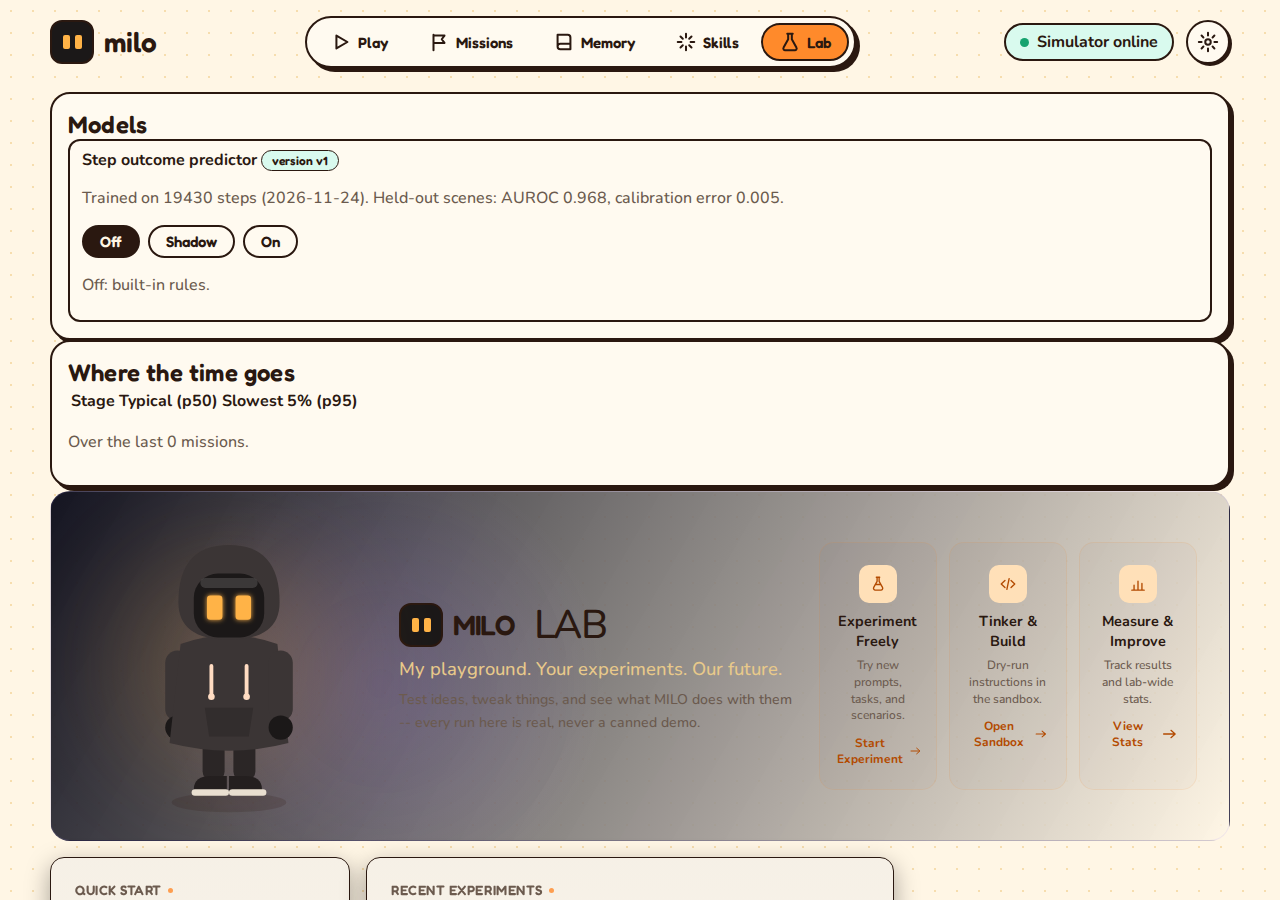 milo
Play
Missions
Memory
Skills
Lab
Simulator online
Models
Step outcome predictor version v1
Trained on 19430 steps (2026-11-24). Held-out scenes: AUROC 0.968, calibration error 0.005.
Off
Shadow
On
Off: built-in rules.
Where the time goes
Stage Typical (p50) Slowest 5% (p95)
Over the last 0 missions.
MILO LAB
My playground. Your experiments. Our future.
Test ideas, tweak things, and see what MILO does with them
— every run here is real, never a canned demo.
Experiment
Freely
Try new
prompts,
tasks, and
scenarios.
Start
Experiment
Tinker &
Build
Dry-run
instructions in
the sandbox.
Open
Sandbox
Measure &
Improve
Track results
and lab-wide
stats.
View
Stats
QUICK START
RECENT EXPERIMENTS